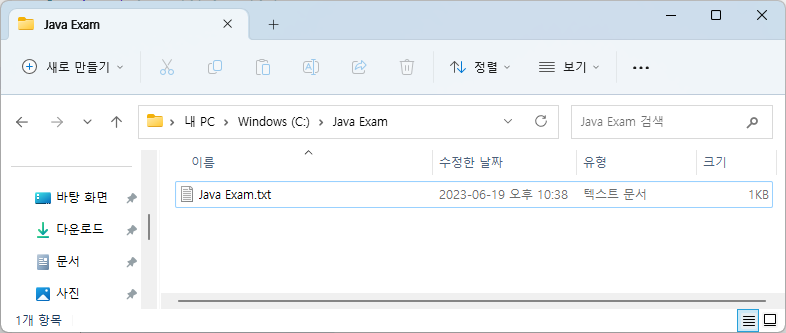 Java Exam
새로 만들기 정렬 보기
내 PC Windows (C:) Java Exam Java Exam 검색
이름 수정한 날짜 유형 크기
바탕 화면 Java Exam.txt 2023-06-19 오후 10:38 텍스트 문서 1KB
다운로드
문서
사진
1개 항목